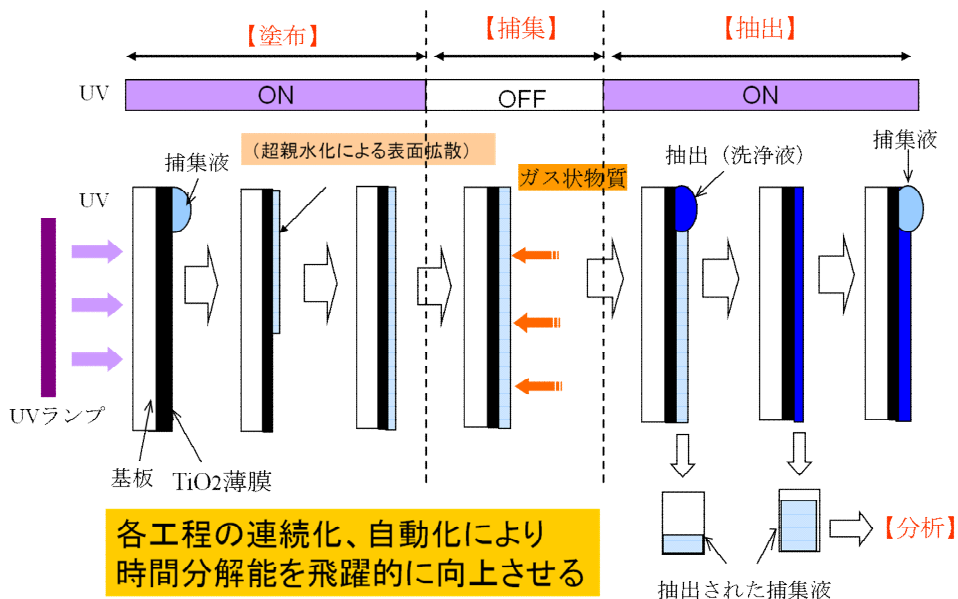 【塗布】
【捕集】
【抽出】
UV
ON
OFF
ON
(超親水化による表面拡散)
捕集液
UV
ガス状物質
抽出（洗浄液）
捕集液
UVランプ
基板
TiO2薄膜
各工程の連続化、自動化により
時間分解能を飛躍的に向上させる
【分析】
抽出された捕集液